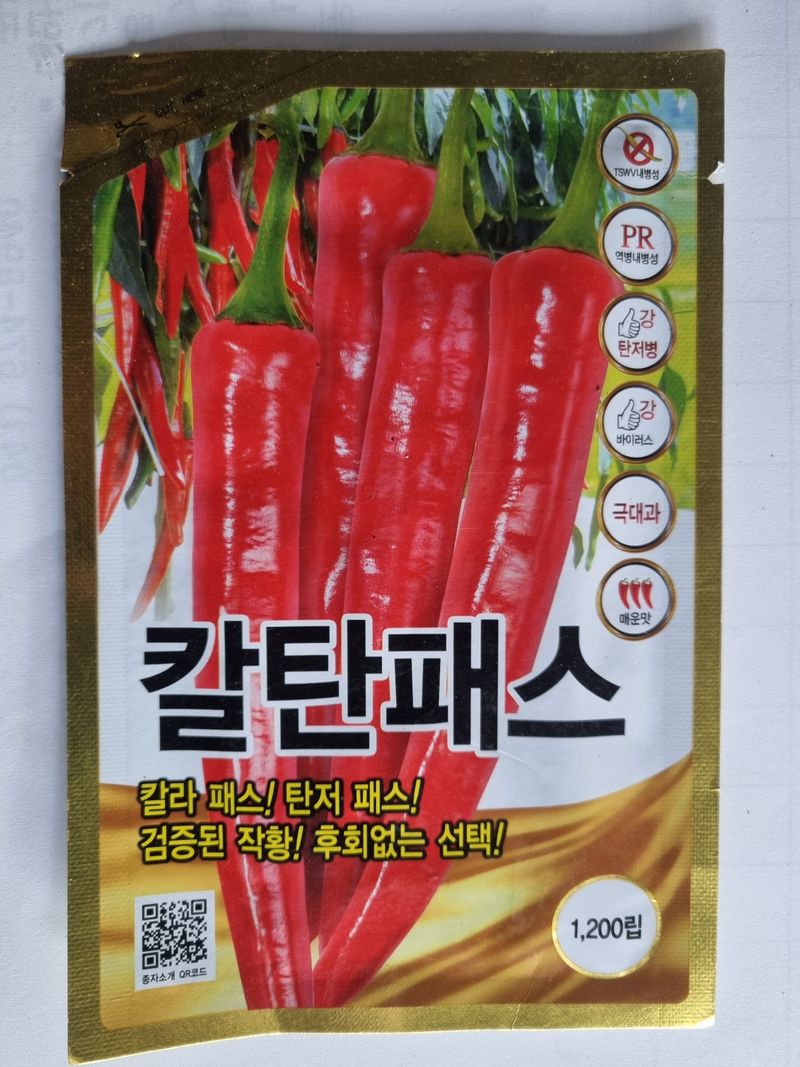 CUT HERE
TSWV내병성
PR
역병내병성
강
탄저병
강
바이러스
극대과
매운맛
칼탄패스
칼라 패스! 탄저 패스!
검증된 작황! 후회없는 선택!
1,200립
종자소개 QR코드